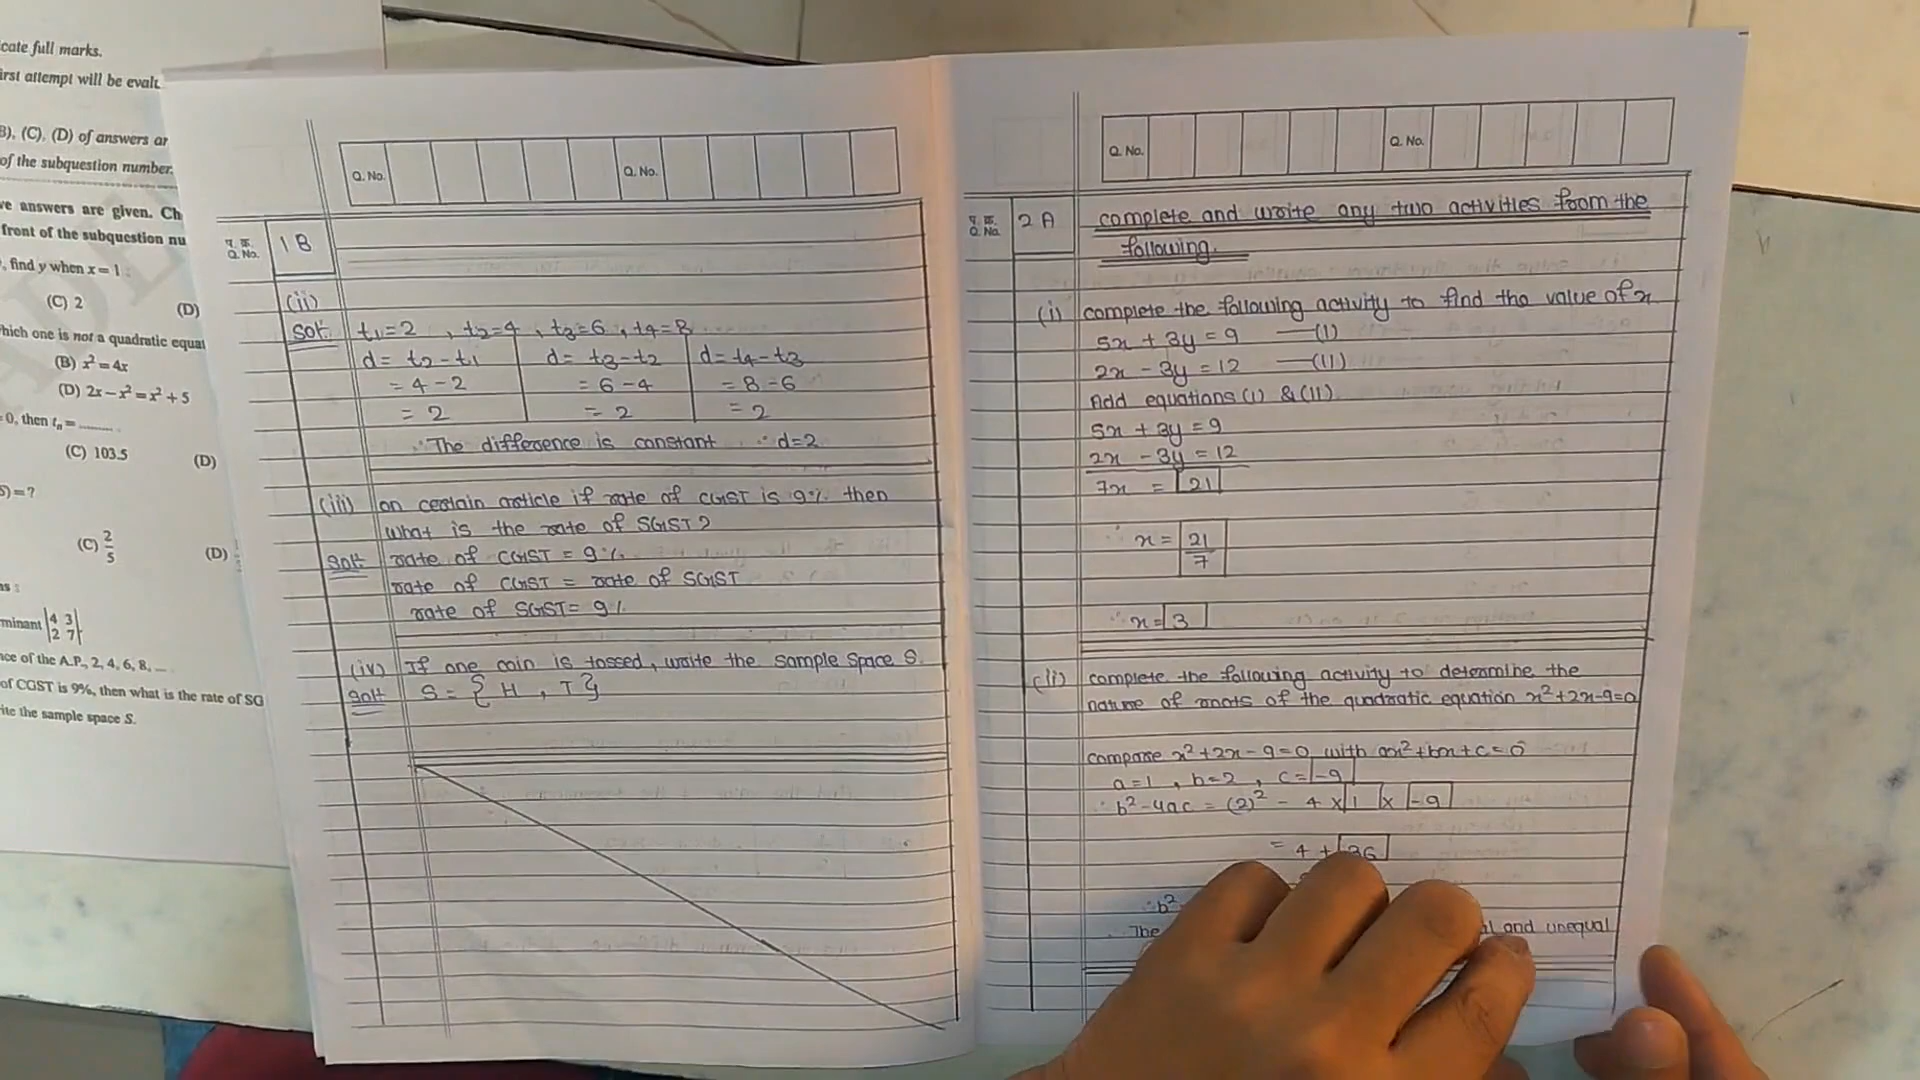 cate full marks.
irst attempt will be
B), (C), (D) of answers
of the subquestion number.
ve answers are given.
front of the subquestion
, find y when x = 1 :
(C) 2 (D)
hich one is not a quadratic
(B) x² = 4x
(D) 2x – x² = x² + 5
= 0, then tn = ........
(C) 103.5 (D)
5) = ?
(C) 2/5 (D)
ns :
minant |4 3|
|2 7|
nce of the A.P., 2, 4, 6, 8, ...
of CGST is 9%, then what is the rate of SG
ite the sample space S.
Q. No. Q. No.
प्र. क्र.
Q. No.
1 B
(ii)
Sol: t1=2 , t2=4 , t3=6 , t4=8 ....
d= t2-t1 d= t3-t2 d= t4-t3
= 4-2 = 6-4 = 8-6
= 2 = 2 = 2
∴ The difference is constant ∴ d=2
(iii) on certain article if rate of CGST is 9% then
what is the rate of SGST?
Sol: rate of CGST = 9%
rate of CGST = rate of SGST
rate of SGST = 9%
(iv) If one coin is tossed, write the sample space S.
Sol: S = { H , T }
Q. No. Q. No.
प्र. क्र.
Q. No.
2 A
complete and write any two activities from the
following.
(i) complete the following activity to find the value of x
5x + 3y = 9 —(I)
2x - 3y = 12 —(II)
Add equations (I) & (II)
5x + 3y = 9
2x - 3y = 12
7x = 21
∴ x = 21/7
∴ x = 3
(ii) complete the following activity to determine the
nature of roots of the quadratic equation x²+2x-9=0
compare x²+2x-9=0 with ax²+bx+c=0
a=1 , b=2 , c= -9
∴ b²-4ac = (2)² - 4 x 1 x -9
= 4 + 36
∴ b²
∴ The and unequal